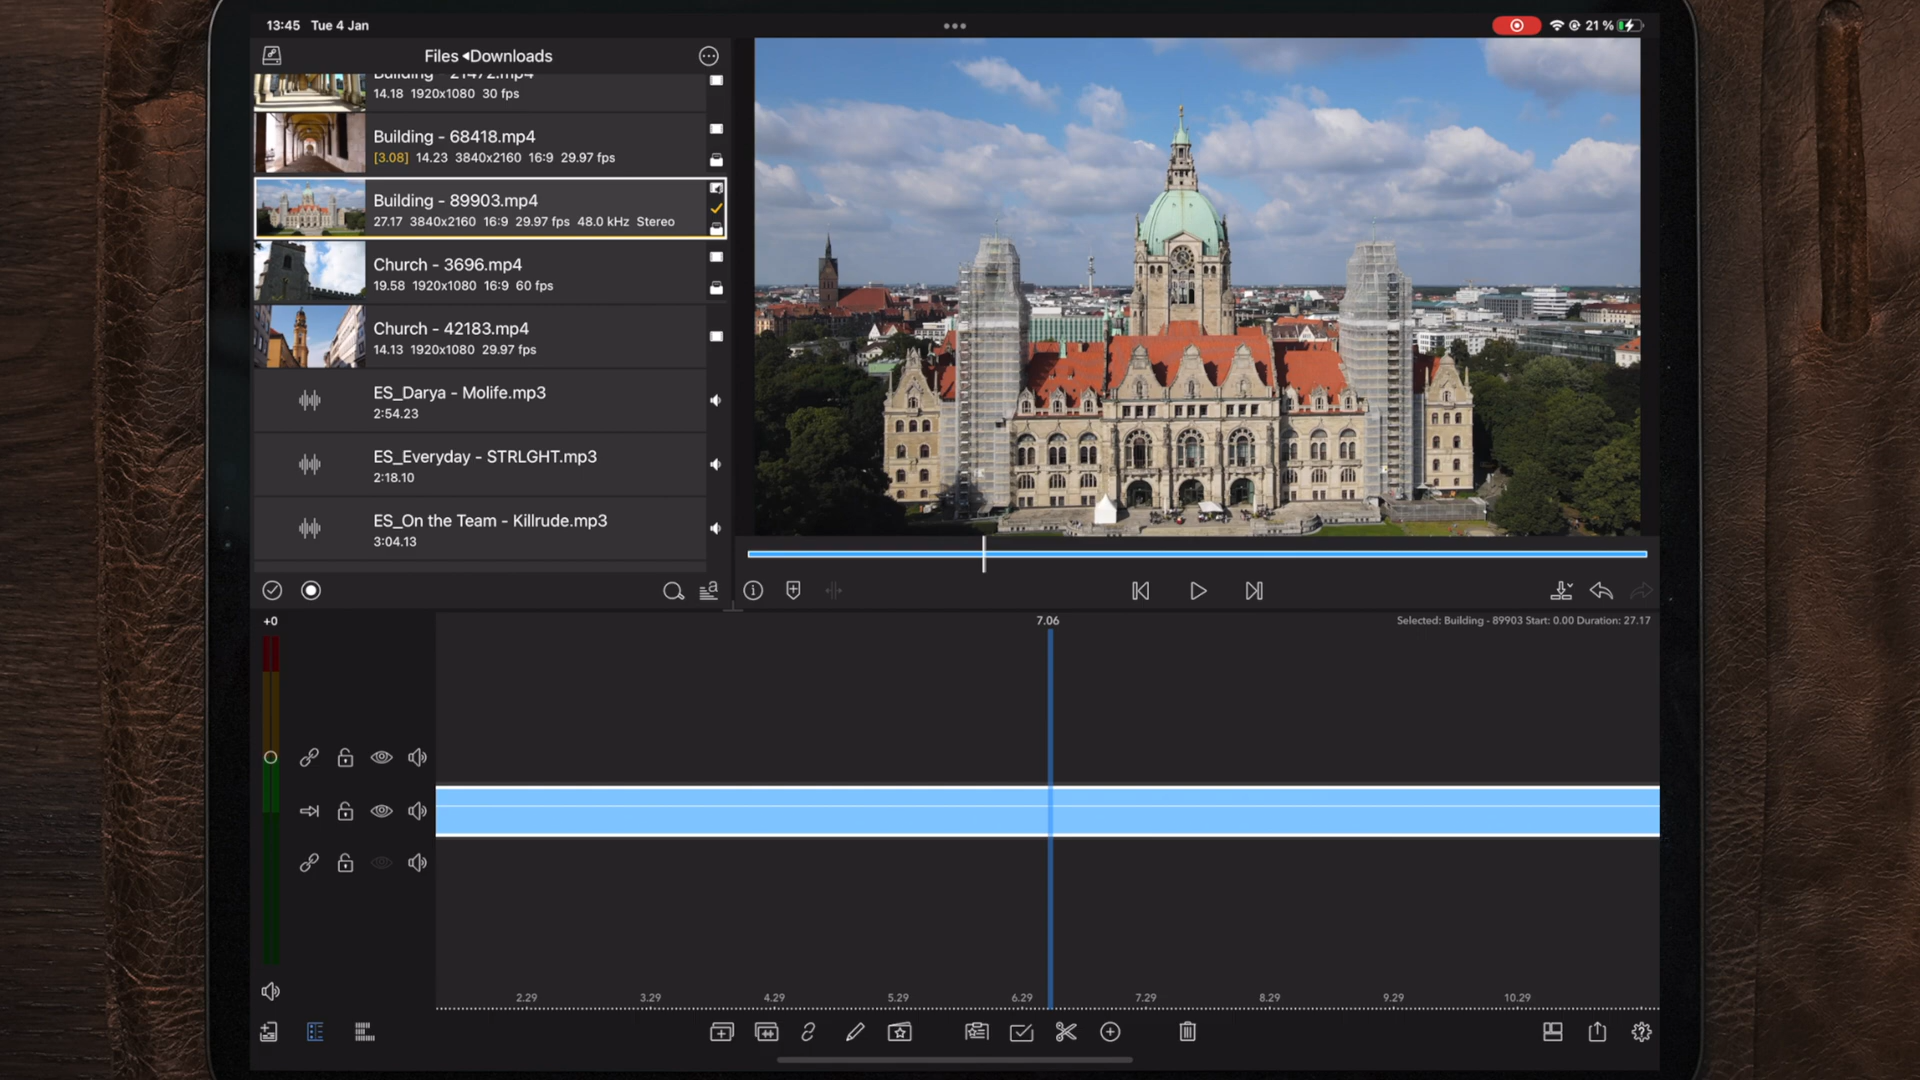 13:45 Tue 4 Jan
21 %
Files ◂Downloads
Building - 21472.mp4
14.18 1920x1080 30 fps
Building - 68418.mp4
[3.08] 14.23 3840x2160 16:9 29.97 fps
Building - 89903.mp4
27.17 3840x2160 16:9 29.97 fps 48.0 kHz Stereo
Church - 3696.mp4
19.58 1920x1080 16:9 60 fps
Church - 42183.mp4
14.13 1920x1080 29.97 fps
ES_Darya - Molife.mp3
2:54.23
ES_Everyday - STRLGHT.mp3
2:18.10
ES_On the Team - Killrude.mp3
3:04.13
+0
7.06
Selected: Building - 89903 Start: 0.00 Duration: 27.17
2.29 3.29 4.29 5.29 6.29 7.29 8.29 9.29 10.29